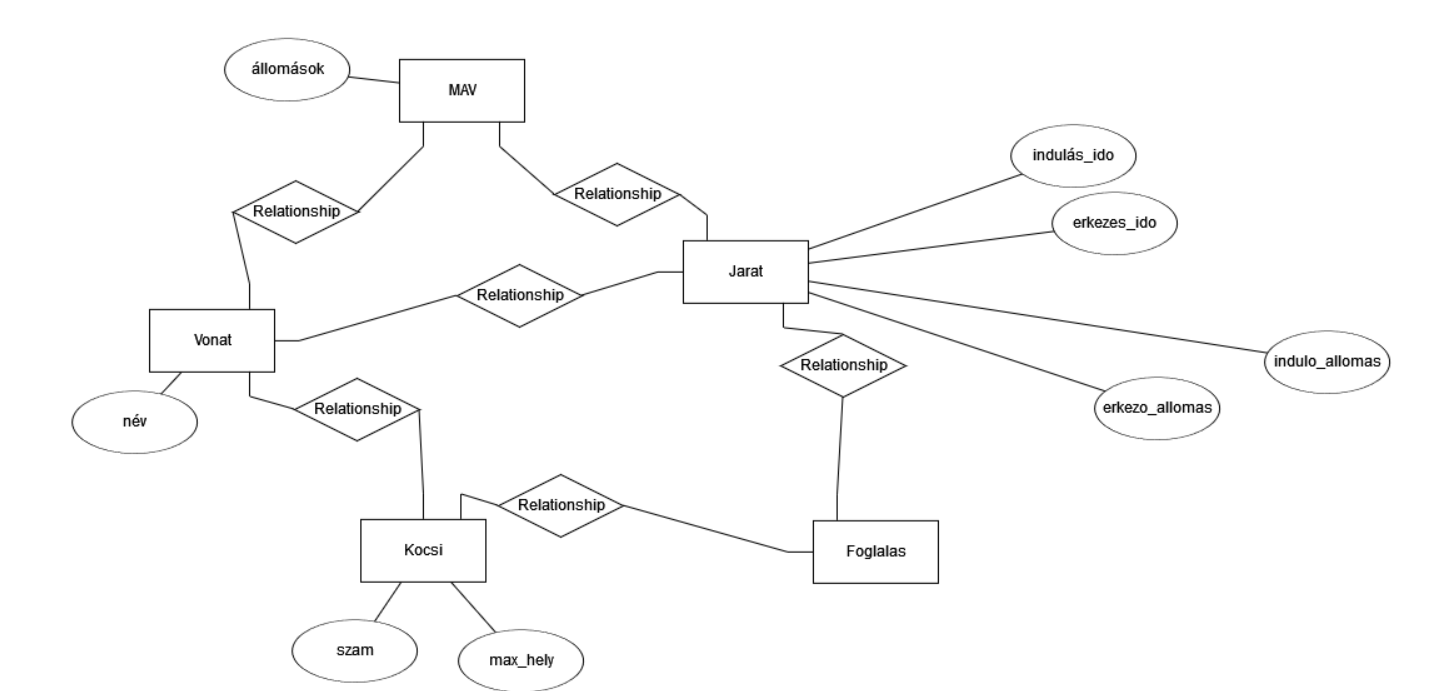 állomások
MAV
indulás_ido
Relationship
Relationship
erkezes_ido
Jarat
Relationship
Vonat
Relationship
indulo_allomas
Relationship
erkezo_allomas
név
Relationship
Kocsi
Foglalas
szam
max_hely